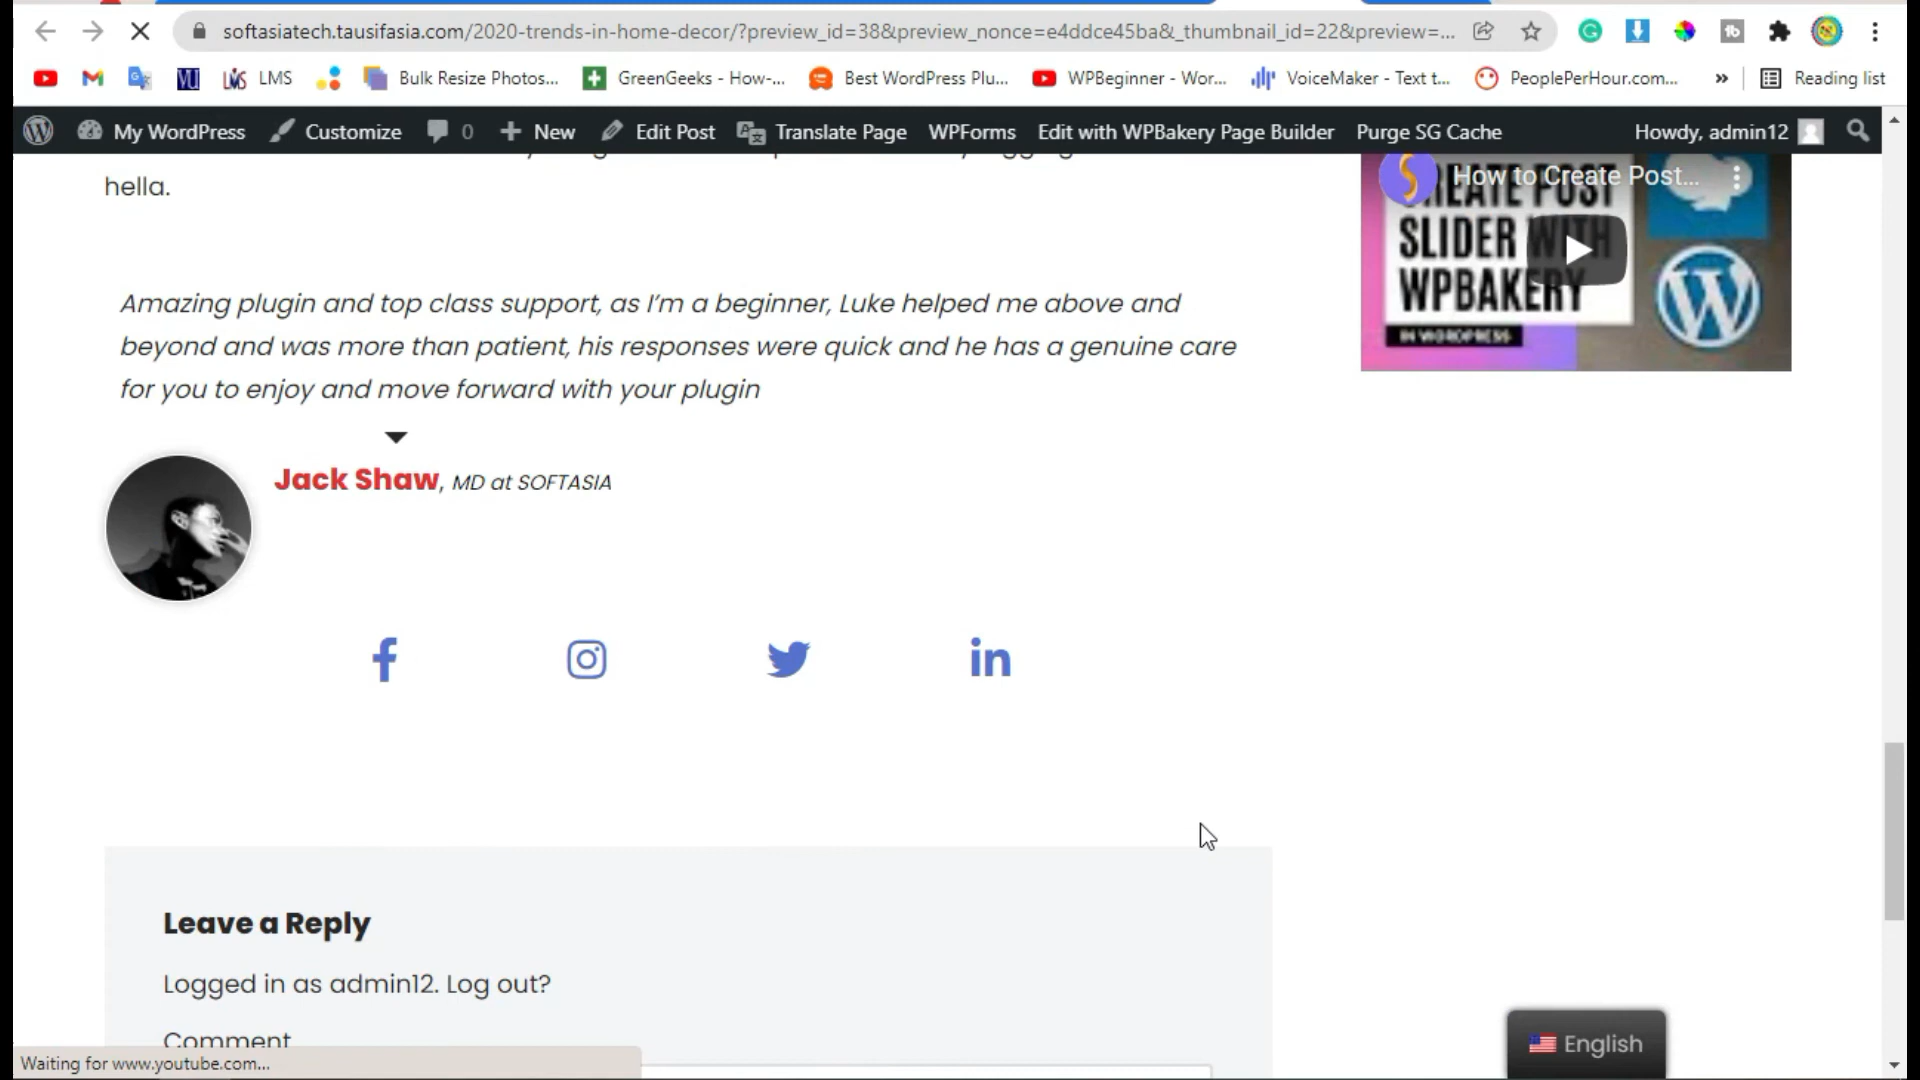 softasiatech.tausifasia.com/2020-trends-in-home-decor/?preview_id=38&preview_nonce=e4ddce45ba&_thumbnail_id=22&preview=...
LMS Bulk Resize Photos... GreenGeeks - How-... Best WordPress Plu... WPBeginner - Wor... VoiceMaker - Text t... PeoplePerHour.com... » Reading list
My WordPress Customize 0 + New Edit Post Translate Page WPForms Edit with WPBakery Page Builder Purge SG Cache Howdy, admin12
hella.
How to Create Post...
CREATE POST
SLIDER WITH
WPBAKERY
IN WORDPRESS
Amazing plugin and top class support, as I’m a beginner, Luke helped me above and
beyond and was more than patient, his responses were quick and he has a genuine care
for you to enjoy and move forward with your plugin
Jack Shaw, MD at SOFTASIA
Leave a Reply
Logged in as admin12. Log out?
Comment
English
Waiting for www.youtube.com...